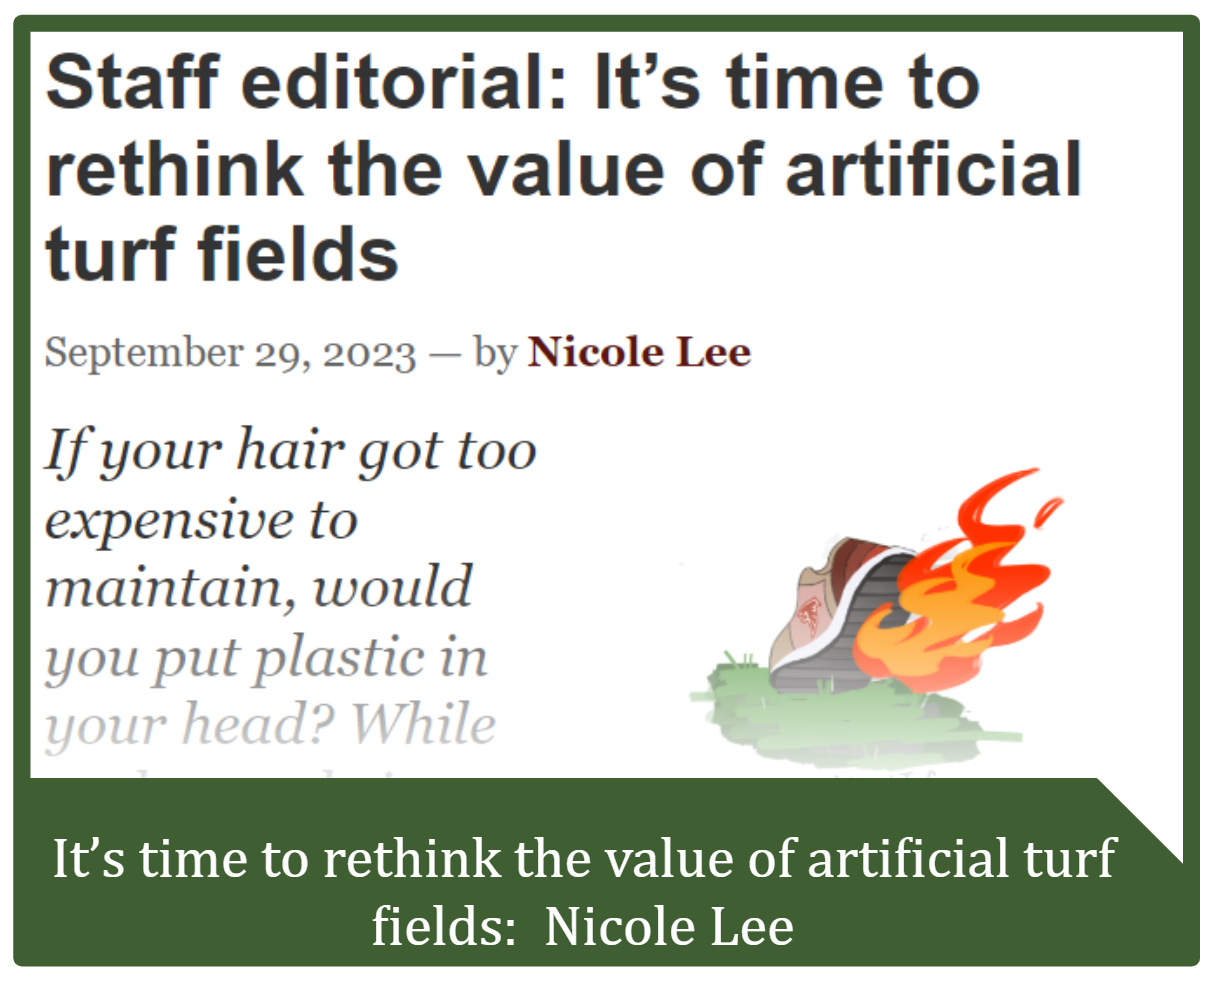 Staff editorial: It’s time to
rethink the value of artificial
turf fields
September 29, 2023 — by Nicole Lee
If your hair got too
expensive to
maintain, would
you put plastic in
your head? While
It’s time to rethink the value of artificial turf
fields:  Nicole Lee